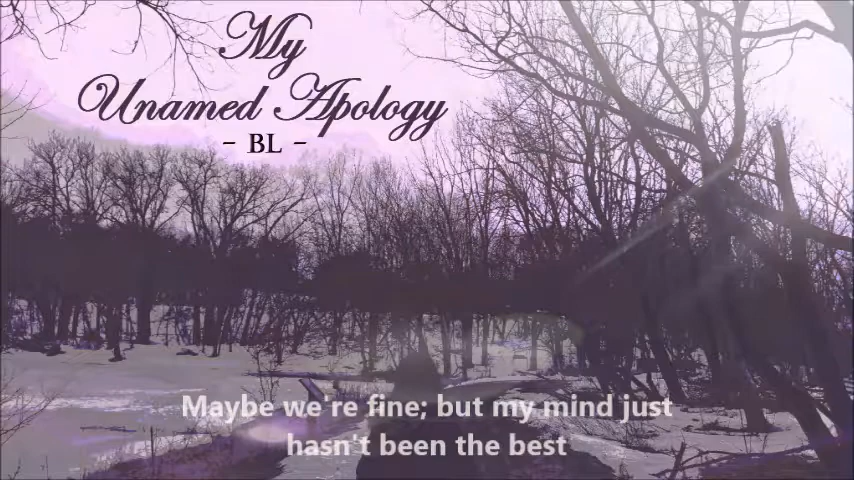 My
Unamed Apology
- BL -
Maybe we're fine; but my mind just
hasn't been the best